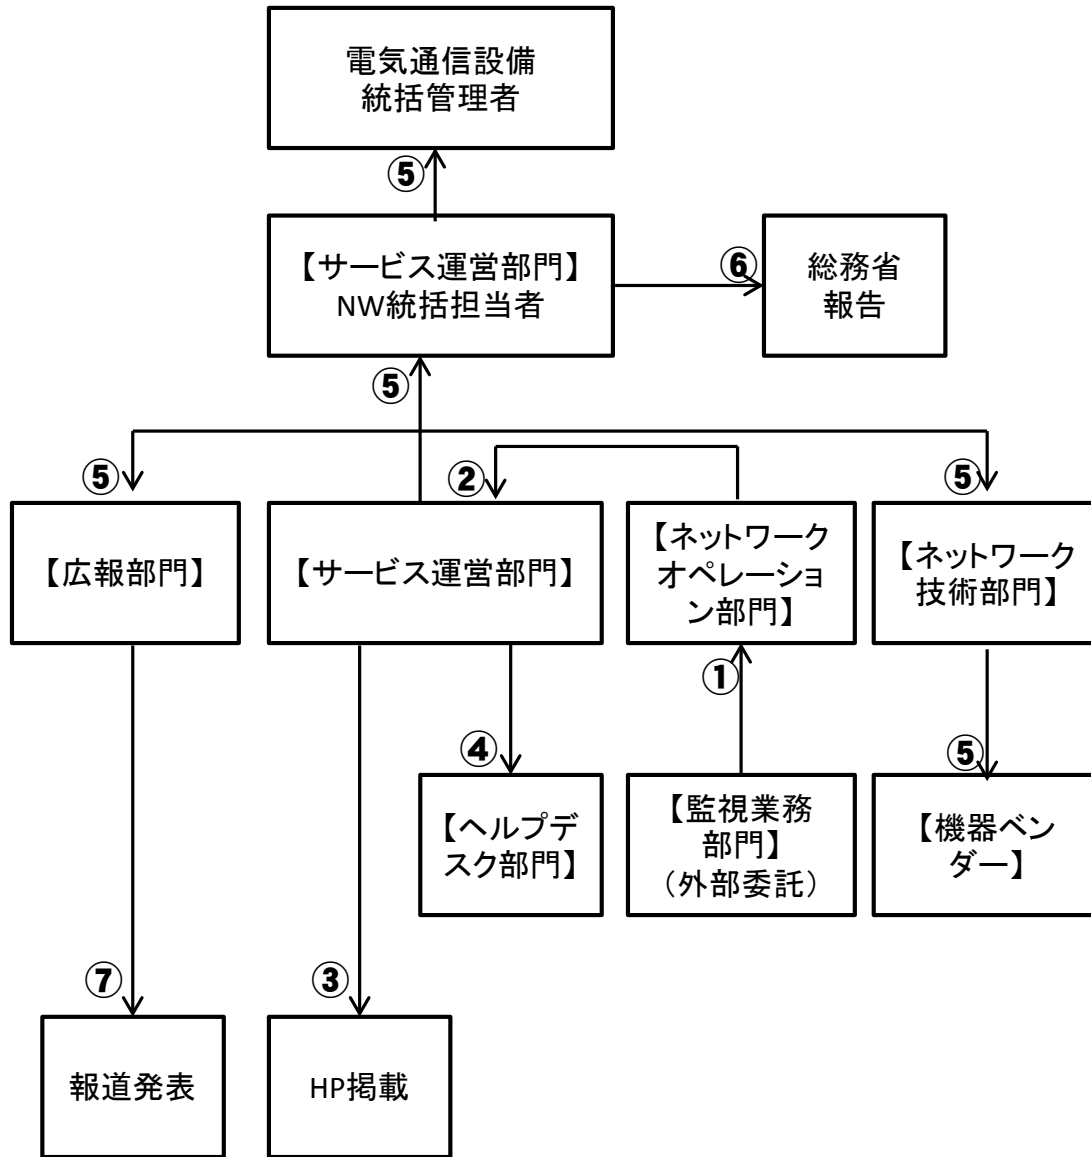 電気通信設備
統括管理者
⑤
【サービス運営部門】
NW統括担当者
⑥
総務省
報告
⑤
⑤
②
⑤
【広報部門】
【サービス運営部門】
【ネットワーク
オペレーショ
ン部門】
【ネットワーク
技術部門】
①
④
⑤
【ヘルプデ
スク部門】
【監視業務
部門】
（外部委託）
【機器ベン
ダー】
⑦
③
報道発表
HP掲載